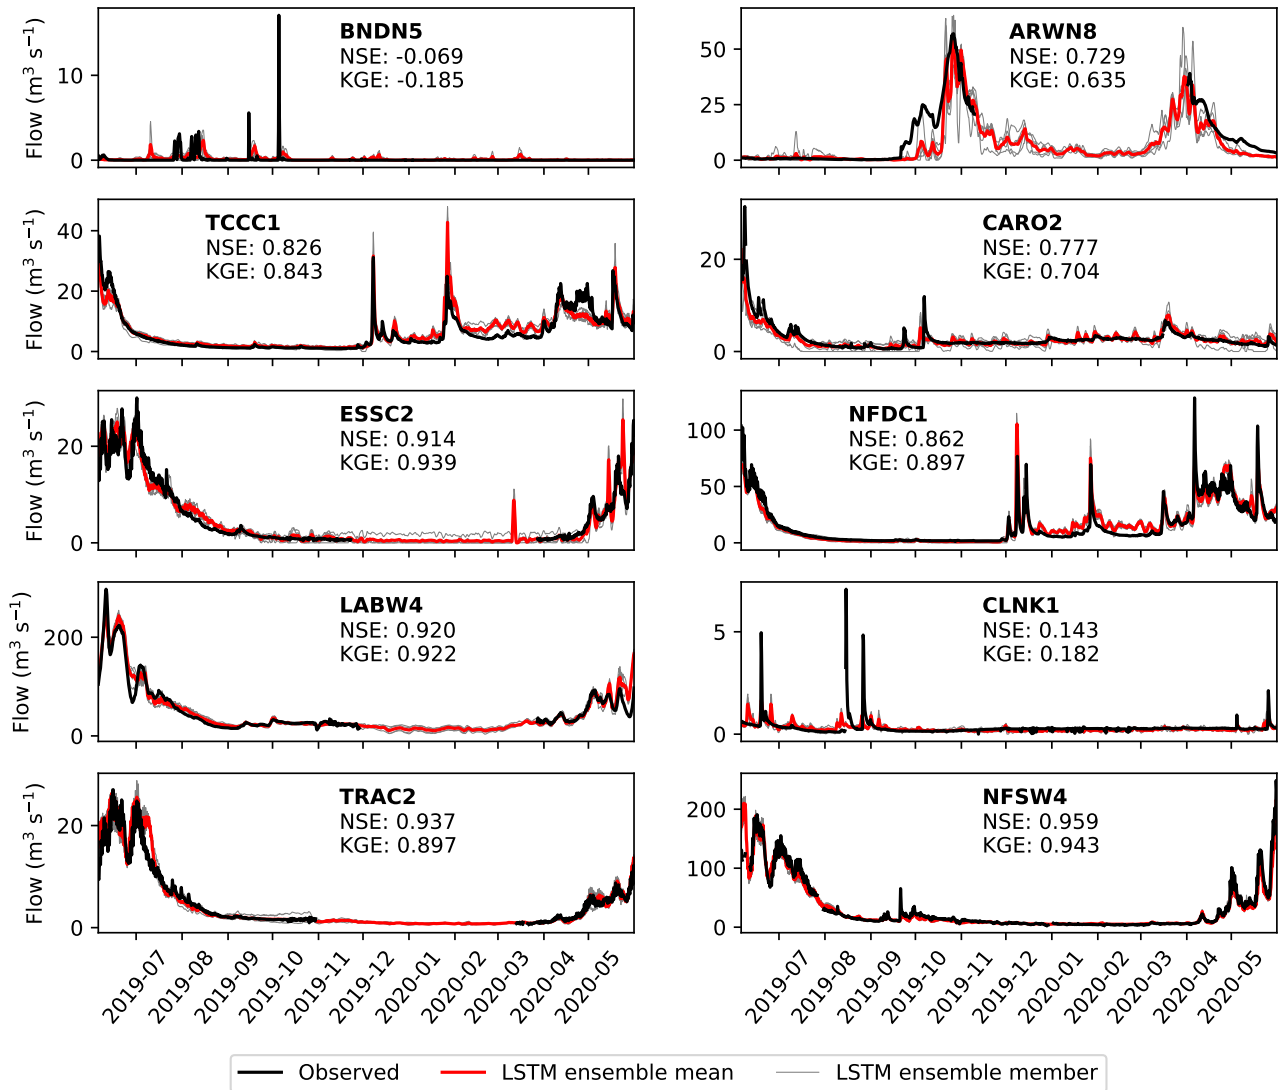 BNDN5
NSE: -0.069
KGE: -0.185
Flow (m³ s⁻¹)
10
0
ARWN8
NSE: 0.729
KGE: 0.635
50
25
0
TCCC1
NSE: 0.826
KGE: 0.843
Flow (m³ s⁻¹)
40
20
0
CARO2
NSE: 0.777
KGE: 0.704
20
0
ESSC2
NSE: 0.914
KGE: 0.939
Flow (m³ s⁻¹)
20
0
NFDC1
NSE: 0.862
KGE: 0.897
100
50
0
LABW4
NSE: 0.920
KGE: 0.922
Flow (m³ s⁻¹)
200
0
CLNK1
NSE: 0.143
KGE: 0.182
5
0
TRAC2
NSE: 0.937
KGE: 0.897
Flow (m³ s⁻¹)
20
0
NFSW4
NSE: 0.959
KGE: 0.943
200
100
0
2019-07 2019-08 2019-09 2019-10 2019-11 2019-12 2020-01 2020-02 2020-03 2020-04 2020-05
2019-07 2019-08 2019-09 2019-10 2019-11 2019-12 2020-01 2020-02 2020-03 2020-04 2020-05
Observed LSTM ensemble mean LSTM ensemble member